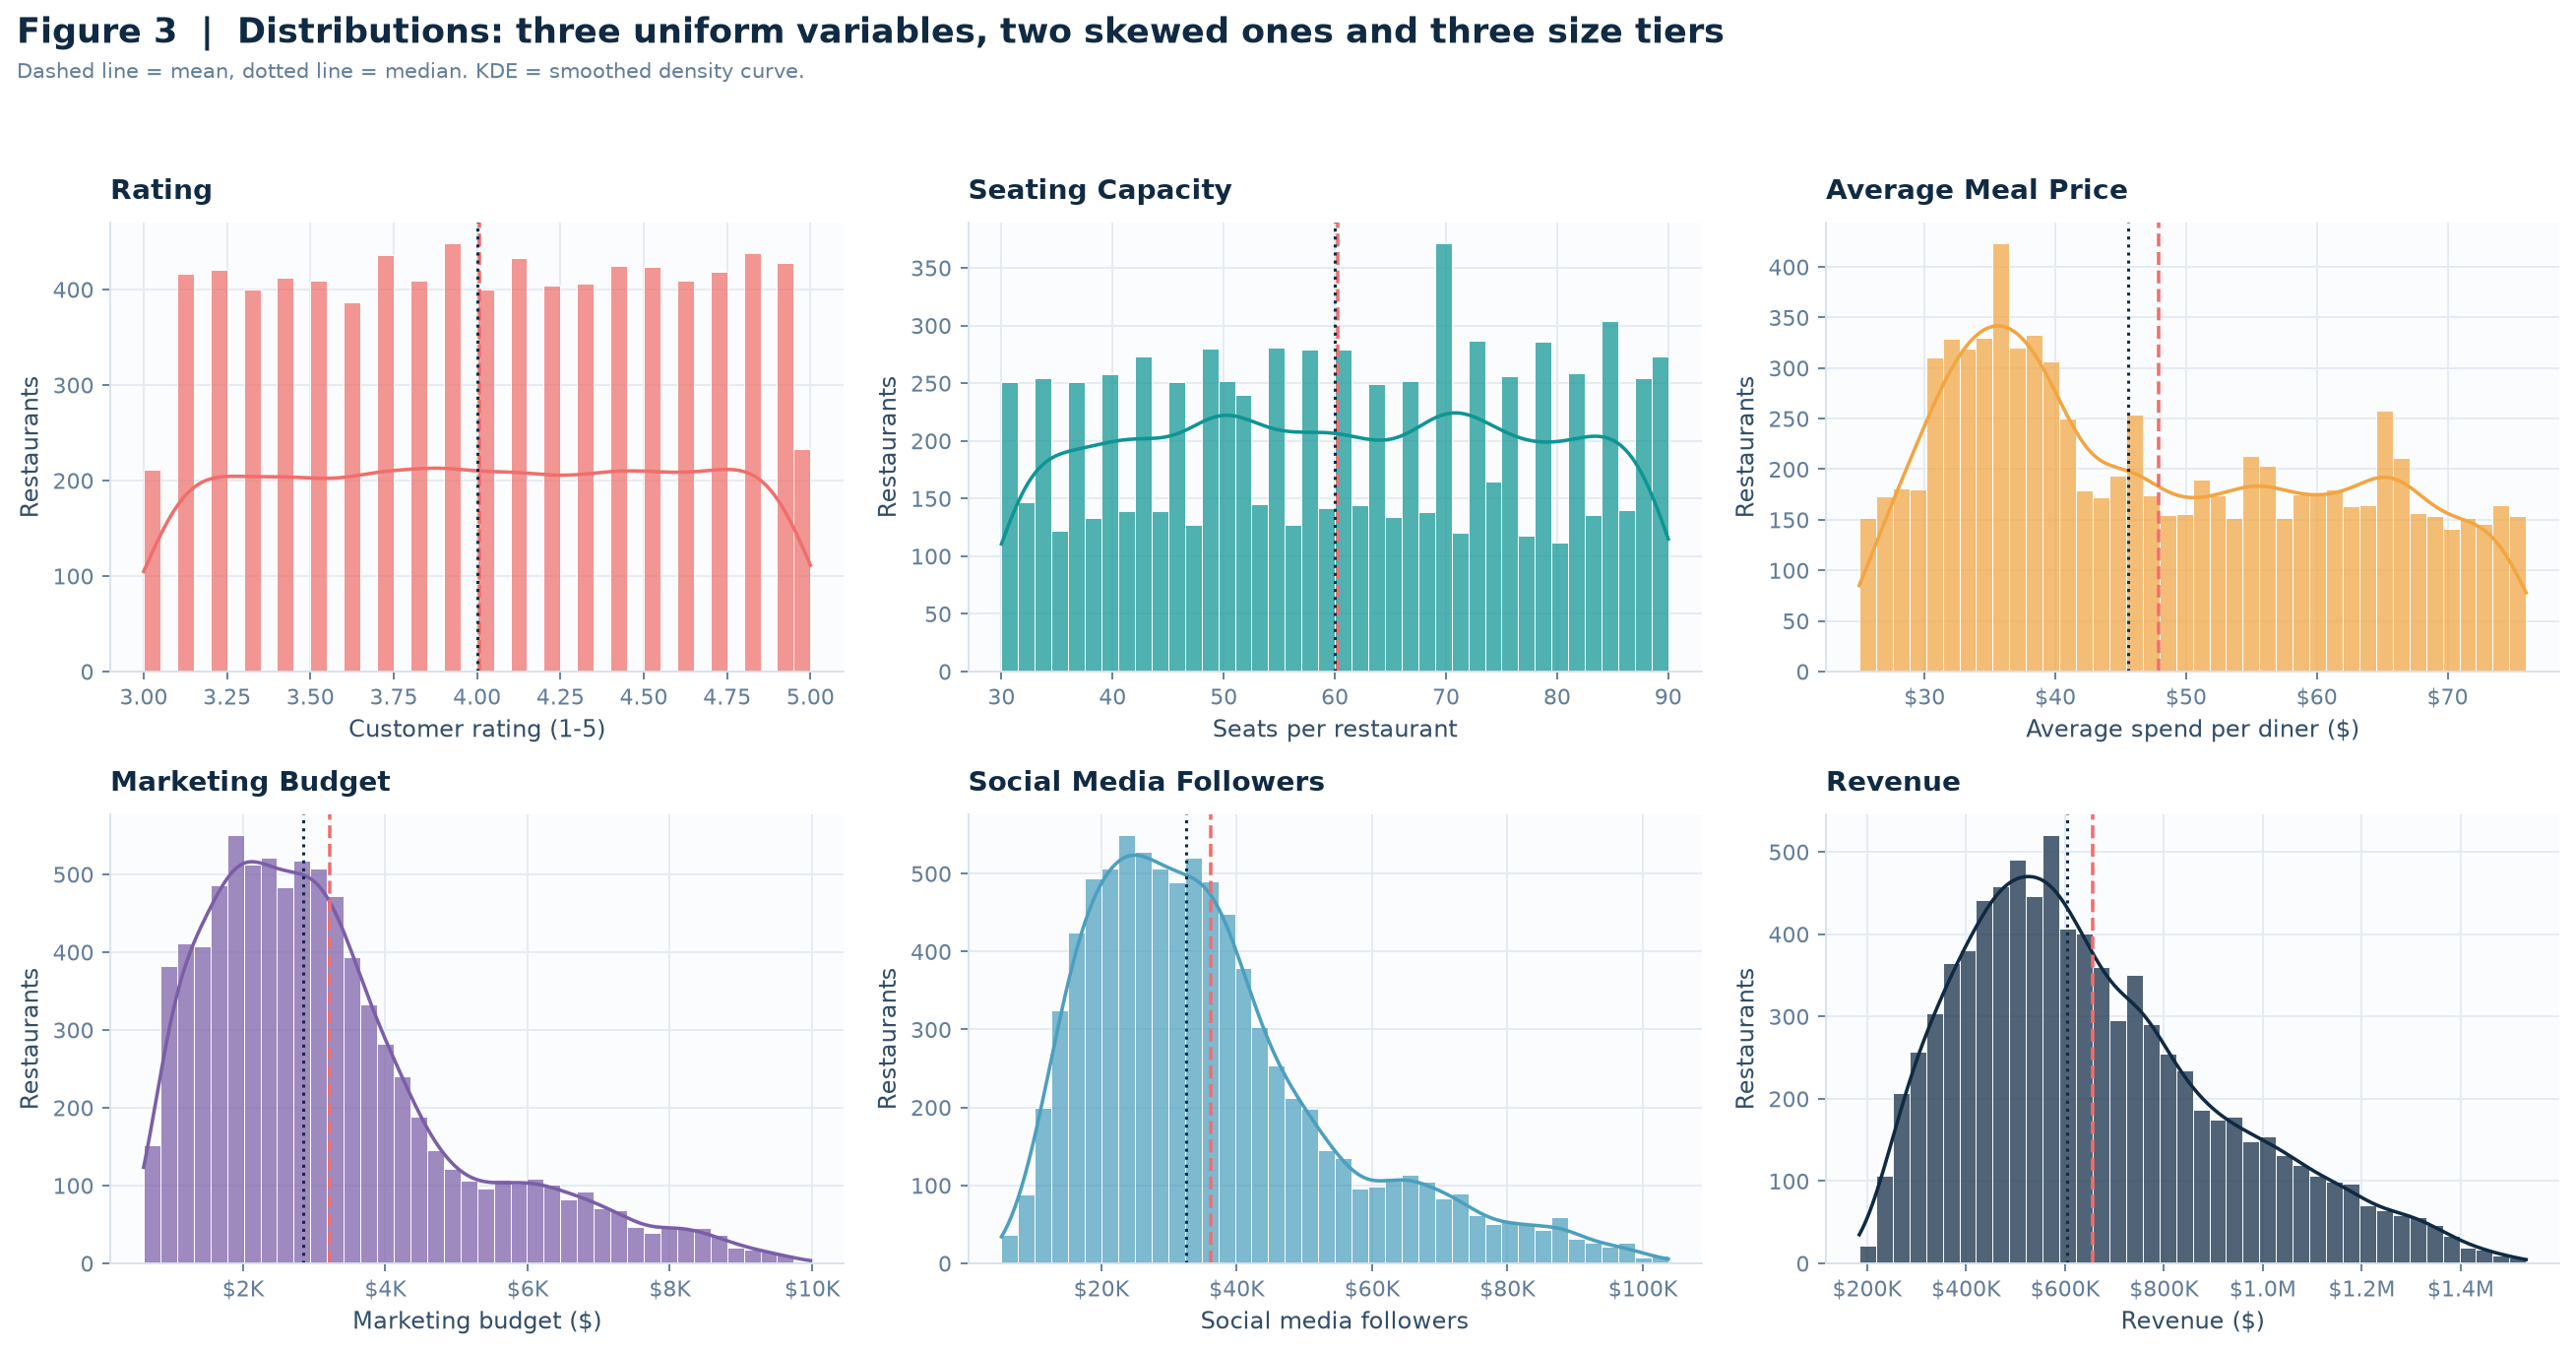 Figure 3 | Distributions: three uniform variables, two skewed ones and three size tiers
Dashed line = mean, dotted line = median. KDE = smoothed density curve.
Rating
Restaurants
400
300
200
100
0
3.00 3.25 3.50 3.75 4.00 4.25 4.50 4.75 5.00
Customer rating (1-5)
Seating Capacity
Restaurants
350
300
250
200
150
100
50
0
30 40 50 60 70 80 90
Seats per restaurant
Average Meal Price
Restaurants
400
350
300
250
200
150
100
50
0
$30 $40 $50 $60 $70
Average spend per diner ($)
Marketing Budget
Restaurants
500
400
300
200
100
0
$2K $4K $6K $8K $10K
Marketing budget ($)
Social Media Followers
Restaurants
500
400
300
200
100
0
$20K $40K $60K $80K $100K
Social media followers
Revenue
Restaurants
500
400
300
200
100
0
$200K $400K $600K $800K $1.0M $1.2M $1.4M
Revenue ($)